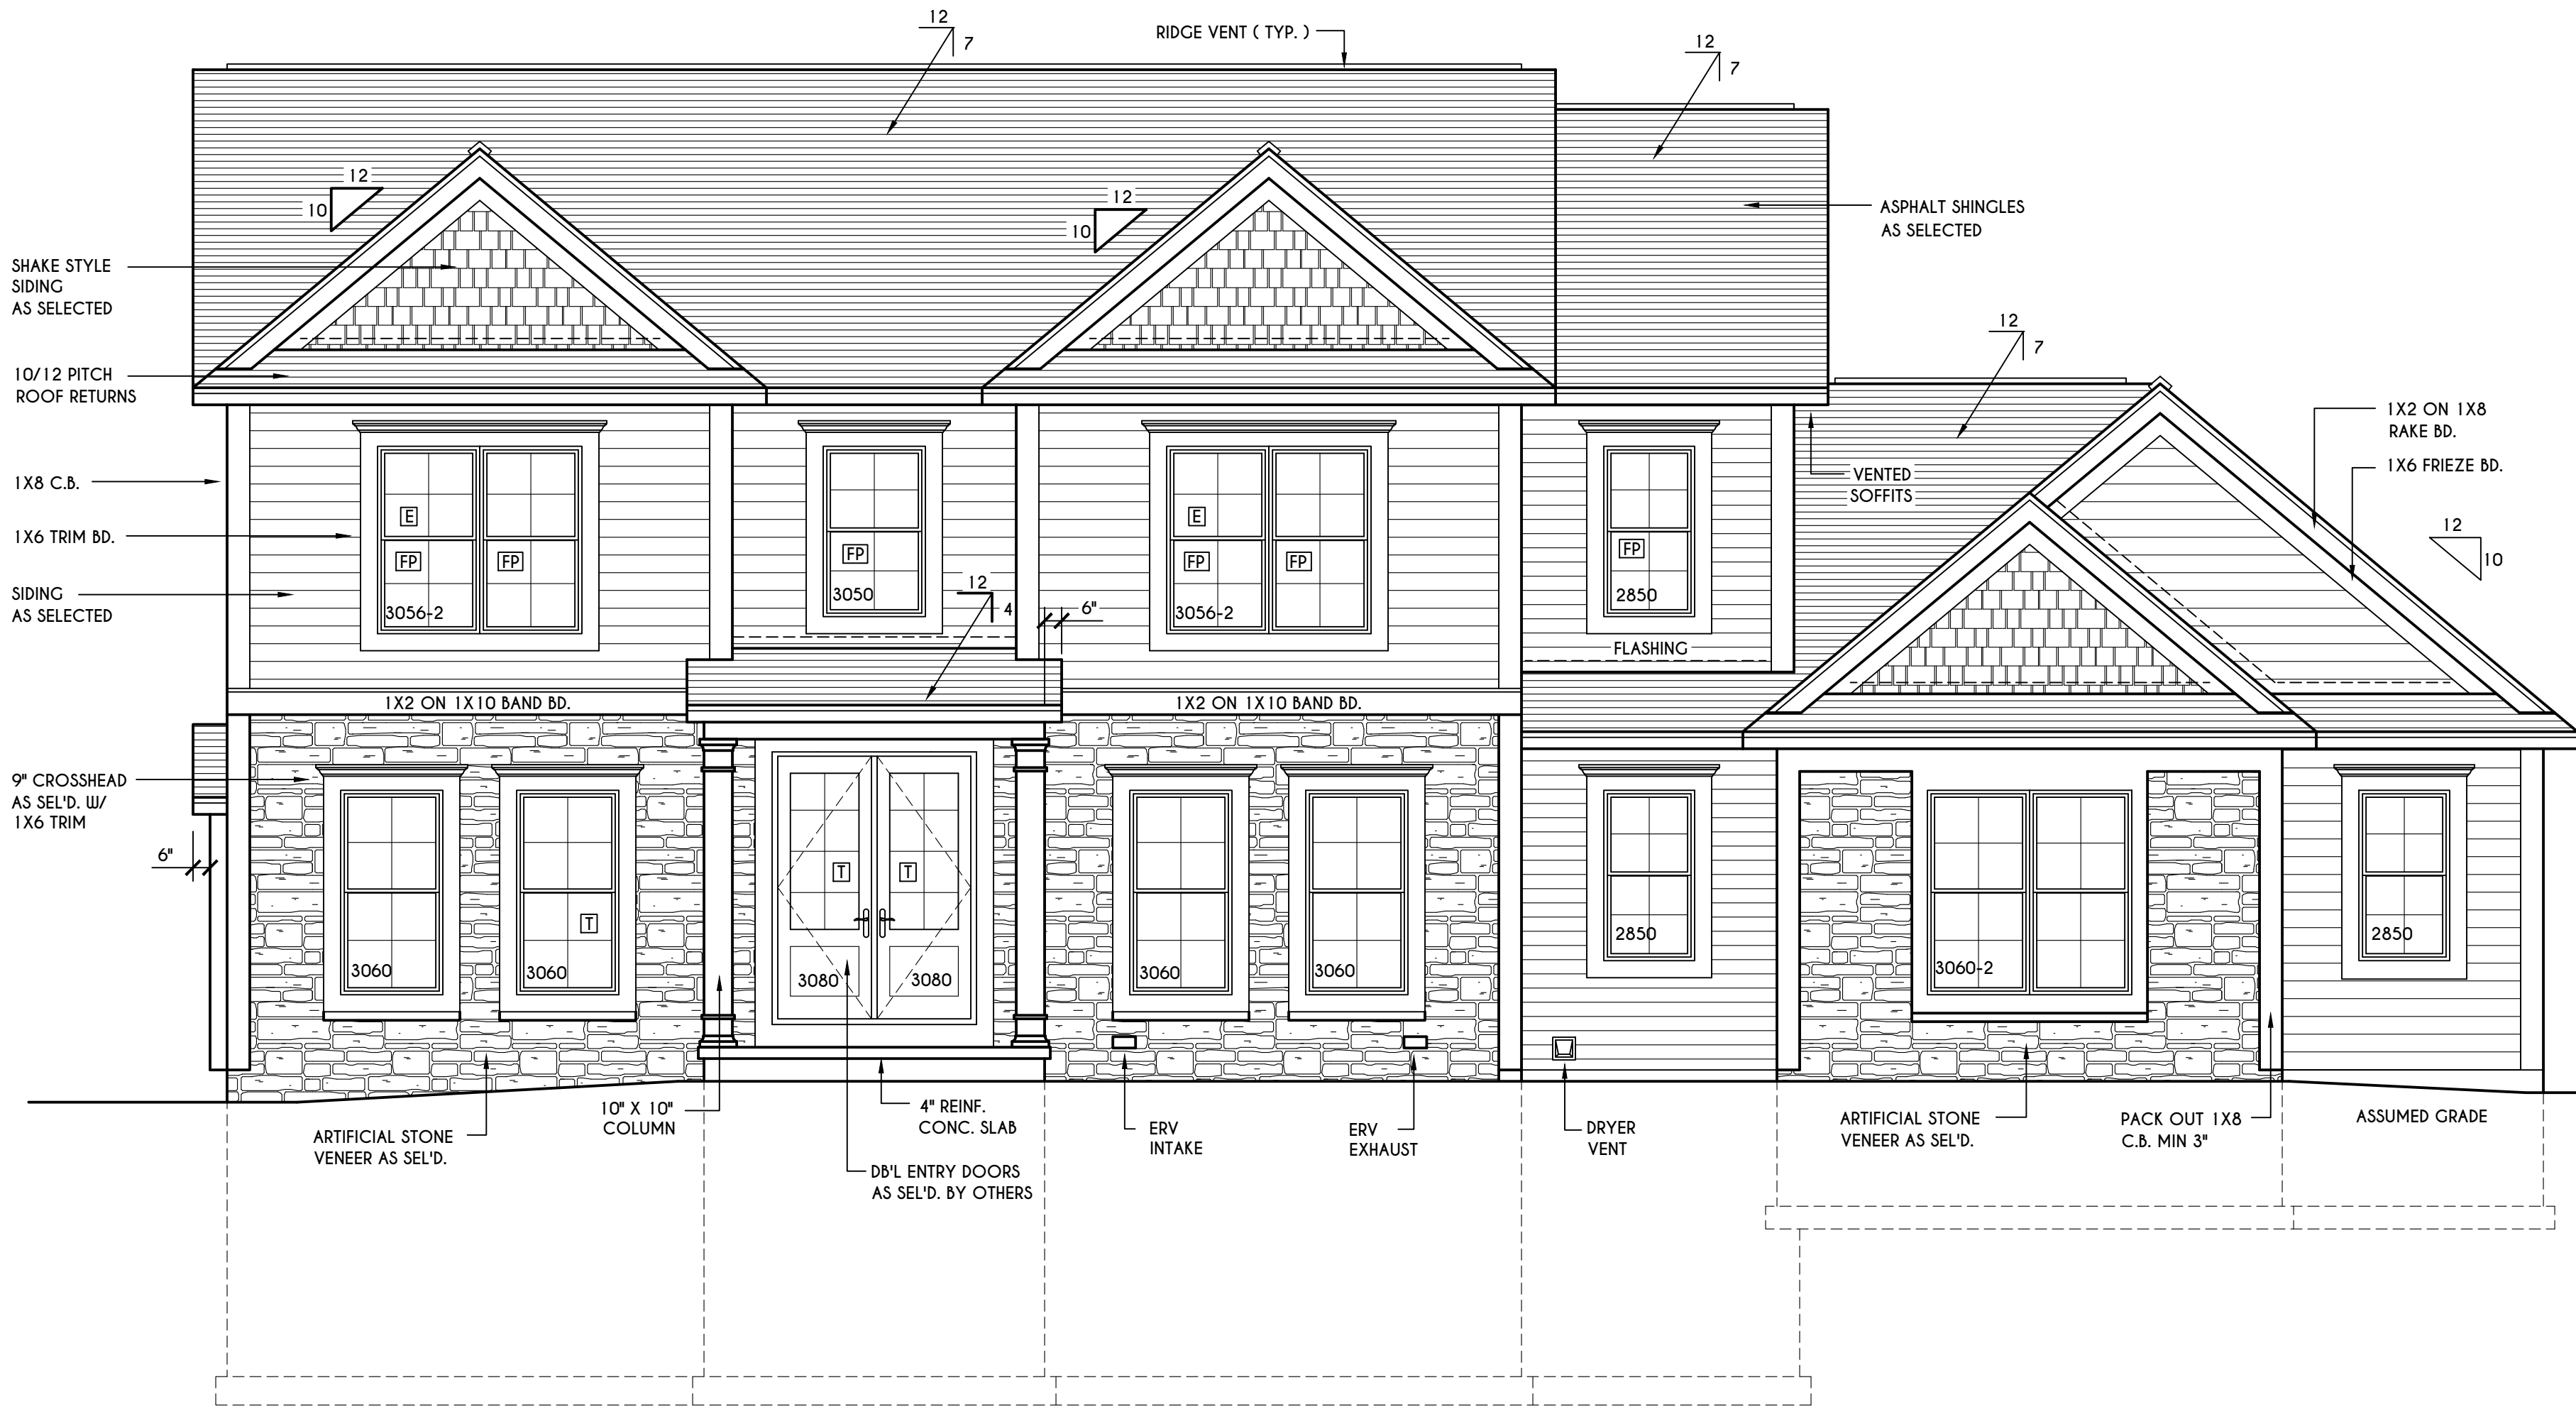 12
7
RIDGE VENT ( TYP. )
12
7
12
10
12
10
ASPHALT SHINGLES
AS SELECTED
SHAKE STYLE
SIDING
AS SELECTED
12
7
10/12 PITCH
ROOF RETURNS
1X2 ON 1X8
RAKE BD.
1X6 FRIEZE BD.
VENTED
SOFFITS
1X8 C.B.
E
E
12
10
1X6 TRIM BD.
FP
FP
FP
FP
FP
FP
SIDING
AS SELECTED
3056-2
3050
12
4
6"
3056-2
2850
FLASHING
1X2 ON 1X10 BAND BD.
1X2 ON 1X10 BAND BD.
9" CROSSHEAD
AS SEL'D. W/
1X6 TRIM
6"
T
T
T
3060
3060
3080
3080
3060
3060
2850
3060-2
2850
ARTIFICIAL STONE
VENEER AS SEL'D.
10" X 10"
COLUMN
4" REINF.
CONC. SLAB
DB'L ENTRY DOORS
AS SEL'D. BY OTHERS
ERV
INTAKE
ERV
EXHAUST
DRYER
VENT
ARTIFICIAL STONE
VENEER AS SEL'D.
PACK OUT 1X8
C.B. MIN 3"
ASSUMED GRADE